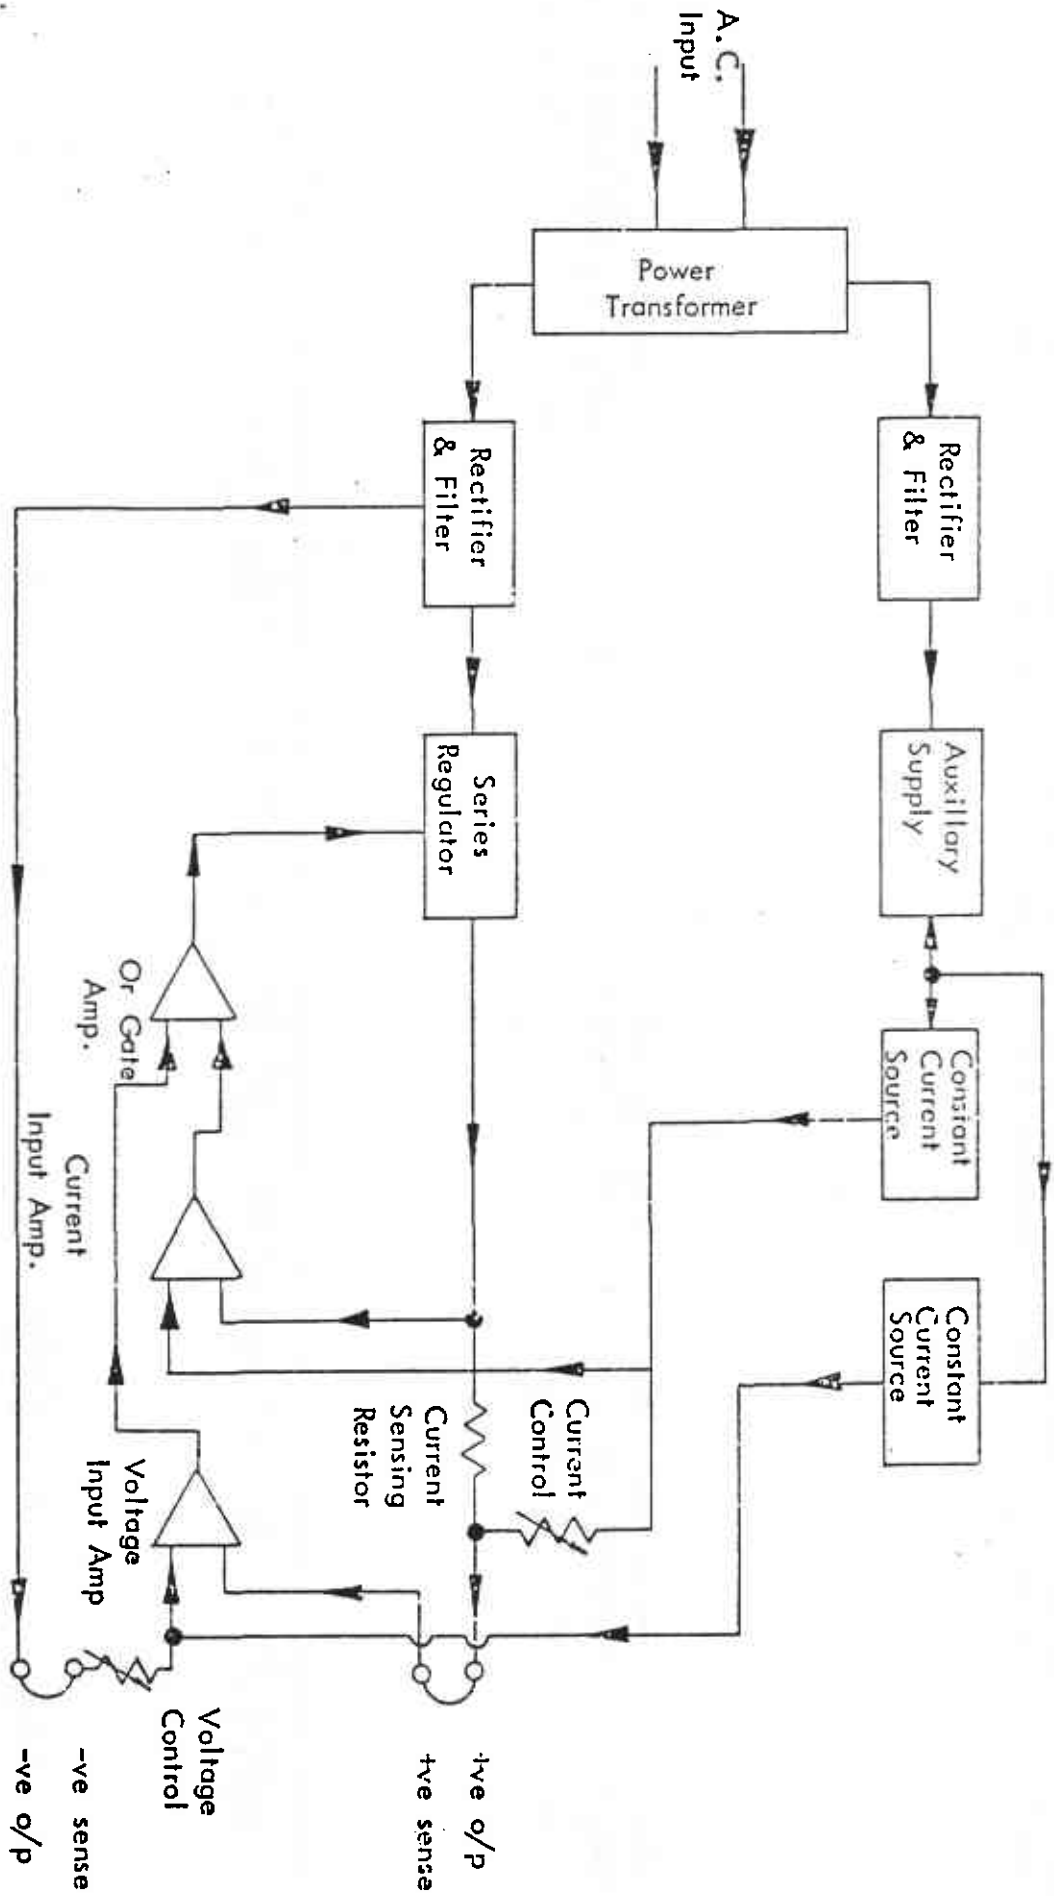 A.C.
Input
Power
Transformer
Rectifier
& Filter
Auxillary
Supply
Constant
Current
Source
Constant
Current
Source
Rectifier
& Filter
Series
Regulator
Current
Control
Current
Sensing
Resistor
Or Gate
Amp.
Current
Input Amp.
Voltage
Input Amp
Voltage
Control
+ve o/p
+ve sense
-ve sense
-ve o/p